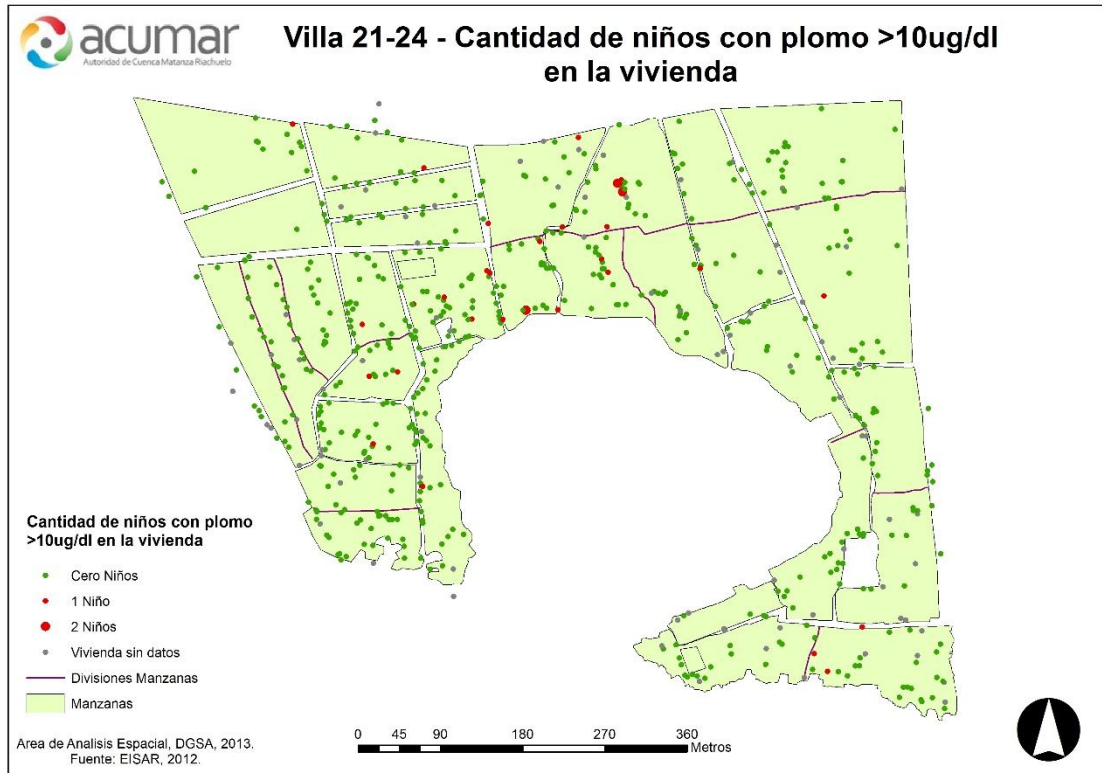 acumar
Autoridad de Cuenca Matanza Riachuelo
Villa 21-24 - Cantidad de niños con plomo >10ug/dl
en la vivienda
Cantidad de niños con plomo
>10ug/dl en la vivienda
Cero Niños
1 Niño
2 Niños
Vivienda sin datos
Divisiones Manzanas
Manzanas
Area de Analisis Espacial, DGSA, 2013.
Fuente: EISAR, 2012.
0 45 90 180 270 360
Metros